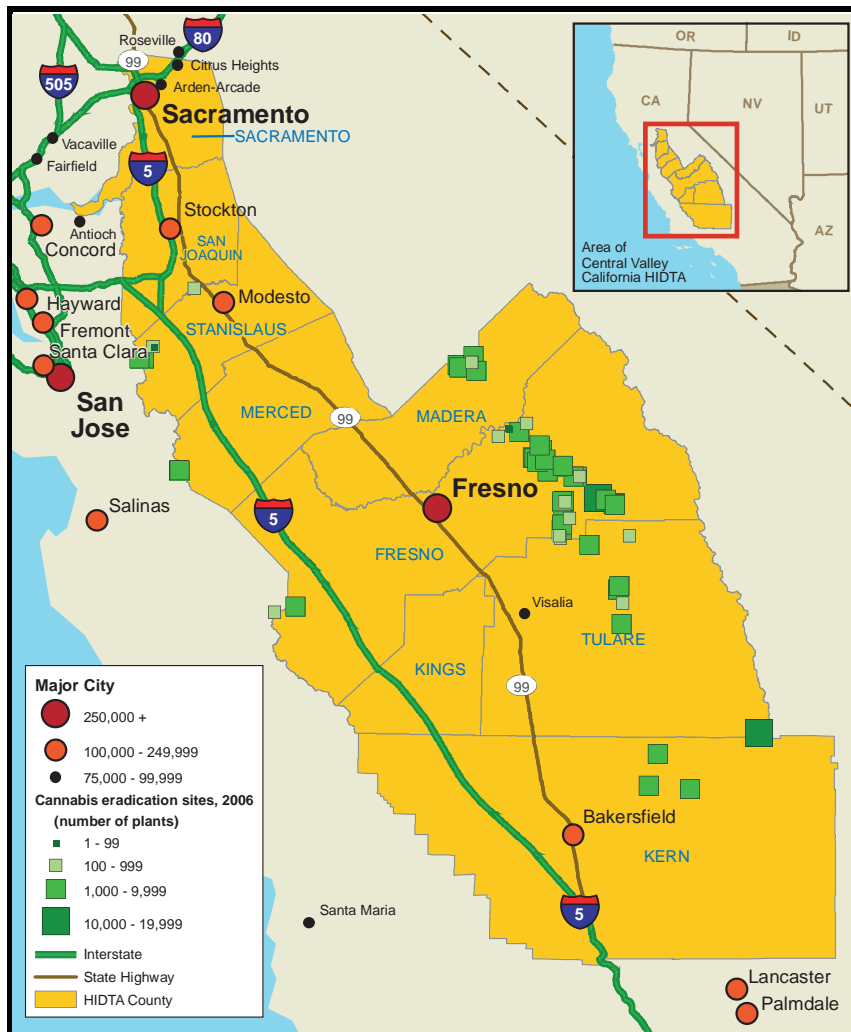 Roseville
80
99
Citrus Heights
505
Arden-Arcade
Sacramento
SACRAMENTO
Vacaville
Fairfield
5
Antioch
Concord
Stockton
SAN
JOAQUIN
Hayward
Modesto
Fremont
STANISLAUS
Santa Clara
San
Jose
MERCED
MADERA
99
Salinas
5
Fresno
FRESNO
Visalia
TULARE
KINGS
99
Bakersfield
KERN
5
Santa Maria
Lancaster
Palmdale
OR
ID
CA
NV
UT
AZ
Area of
Central Valley
California HIDTA
Major City
250,000 +
100,000 - 249,999
75,000 - 99,999
Cannabis eradication sites, 2006
(number of plants)
1 - 99
100 - 999
1,000 - 9,999
10,000 - 19,999
Interstate
State Highway
HIDTA County